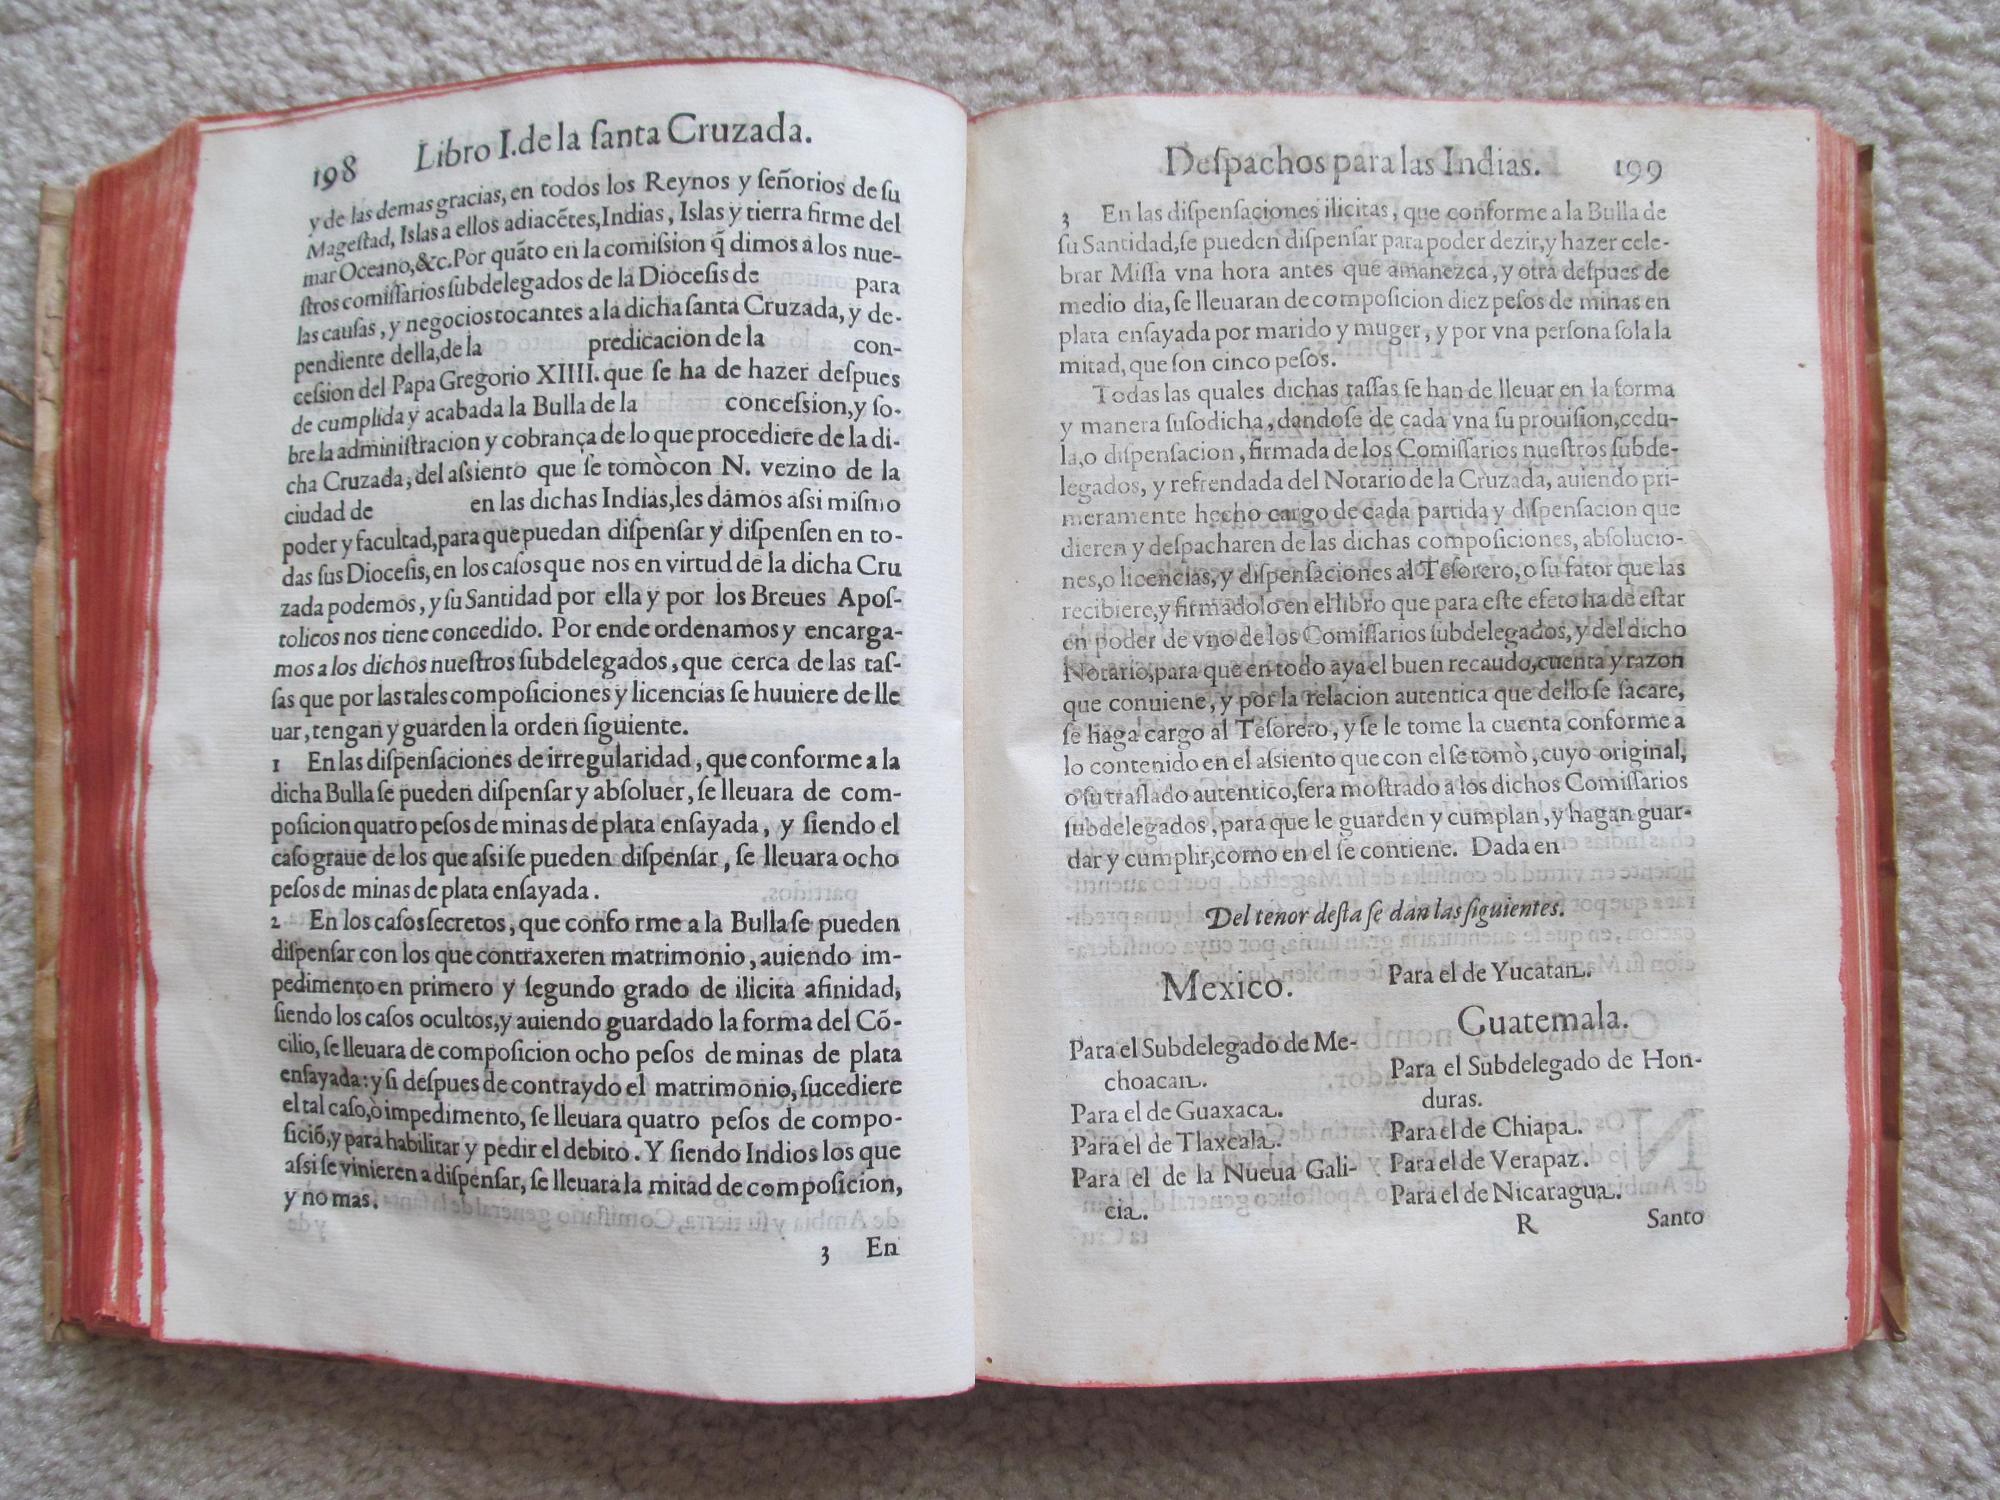 198 Libro I.de la ſanta Cruzada.
y de las demas gracias, en todos los Reynos y ſeñorios de ſu
Mageſtad, Islas a ellos adiacẽtes,Indias, Islas y tierra firme del
mar Oceano,&c.Por quãto en la comiſsion q̃ dimos à los nue-
ſtros comiſſarios ſubdelegados de la Dioceſis de para
las cauſas, y negocios tocantes a la dicha ſanta Cruzada, y de-
pendiente della,de la predicacion de la con-
ceſsion del Papa Gregorio XIIII. que ſe ha de hazer deſpues
de cumplida y acabada la Bulla de la conceſsion,y ſo-
bre la adminiſtracion y cobrança de lo que procediere de la di-
cha Cruzada, del aſsiento que ſe tomò con N. vezino de la
ciudad de en las dichas Indias,les damos aſsi miſmo
poder y facultad,para que puedan diſpenſar y diſpenſen en to-
das ſus Dioceſis, en los caſos que nos en virtud de la dicha Cru
zada podemos, y ſu Santidad por ella y por los Breues Apoſ-
tolicos nos tiene concedido. Por ende ordenamos y encarga-
mos a los dichos nueſtros ſubdelegados, que cerca de las taſ-
ſas que por las tales compoſiciones y licencias ſe huuiere de lle
uar, tengan y guarden la orden ſiguiente.
1 En las diſpenſaciones de irregularidad, que conforme a la
dicha Bulla ſe pueden diſpenſar y abſoluer, ſe lleuara de com-
poſicion quatro peſos de minas de plata enſayada, y ſiendo el
caſo graue de los que aſsi ſe pueden diſpenſar, ſe lleuara ocho
peſos de minas de plata enſayada.
2 En los caſos ſecretos, que confo rme a la Bulla ſe pueden
diſpenſar con los que contraxeren matrimonio, auiendo im-
pedimento en primero y ſegundo grado de ilicita afinidad,
ſiendo los caſos ocultos,y auiendo guardado la forma del Cõ-
cilio, ſe lleuara de compoſicion ocho peſos de minas de plata
enſayada: y ſi deſpues de contraydo el matrimonio, ſucediere
el tal caſo,ò impedimento, ſe lleuara quatro peſos de compo-
ſiciõ,y para habilitar y pedir el debito. Y ſiendo Indios los que
aſsi ſe vinieren a diſpenſar, ſe lleuara la mitad de compoſicion,
y no mas.
3 En
Deſpachos para las Indias. 199
3 En las diſpenſaciones ilicitas, que conforme a la Bulla de
ſu Santidad,ſe pueden diſpenſar para poder dezir,y hazer cele-
brar Miſſa vna hora antes que amanezca, y otra deſpues de
medio dia, ſe lleuaran de compoſicion diez peſos de minas en
plata enſayada por marido y muger, y por vna perſona ſola la
mitad, que ſon cinco peſos.
Todas las quales dichas taſſas ſe han de lleuar en la forma
y manera ſuſodicha, dandoſe de cada vna ſu prouiſion,cedu-
la,o diſpenſacion, firmada de los Comiſſarios nueſtros ſubde-
legados, y refrendada del Notario de la Cruzada, auiendo pri-
meramente hecho cargo de cada partida y diſpenſacion que
dieren y deſpacharen de las dichas compoſiciones, abſolucio-
nes,o licencias, y diſpenſaciones al Teſorero, o ſu fator que las
recibiere,y firmãdolo en el libro que para eſte efeto ha de eſtar
en poder de vno de los Comiſſarios ſubdelegados, y del dicho
Notario,para que en todo aya el buen recaudo,cuenta y razon
que conuiene, y por la relacion autentica que dello ſe ſacare,
ſe haga cargo al Teſorero, y ſe le tome la cuenta conforme a
lo contenido en el aſsiento que con el ſe tomò, cuyo original,
o ſu traſlado autentico,ſera moſtrado a los dichos Comiſſarios
ſubdelegados, para que le guarden y cumplan, y hagan guar-
dar y cumplir,como en el ſe contiene. Dada en
Del tenor deſta ſe dan las ſiguientes.
Mexico.
Para el Subdelegado de Me-
choacan.
Para el de Guaxaca.
Para el de Tlaxcala.
Para el de la Nueua Gali-
cia.
Para el de Yucatan.
Guatemala.
Para el Subdelegado de Hon-
duras.
Para el de Chiapa.
Para el de Verapaz.
Para el de Nicaragua.
R Santo